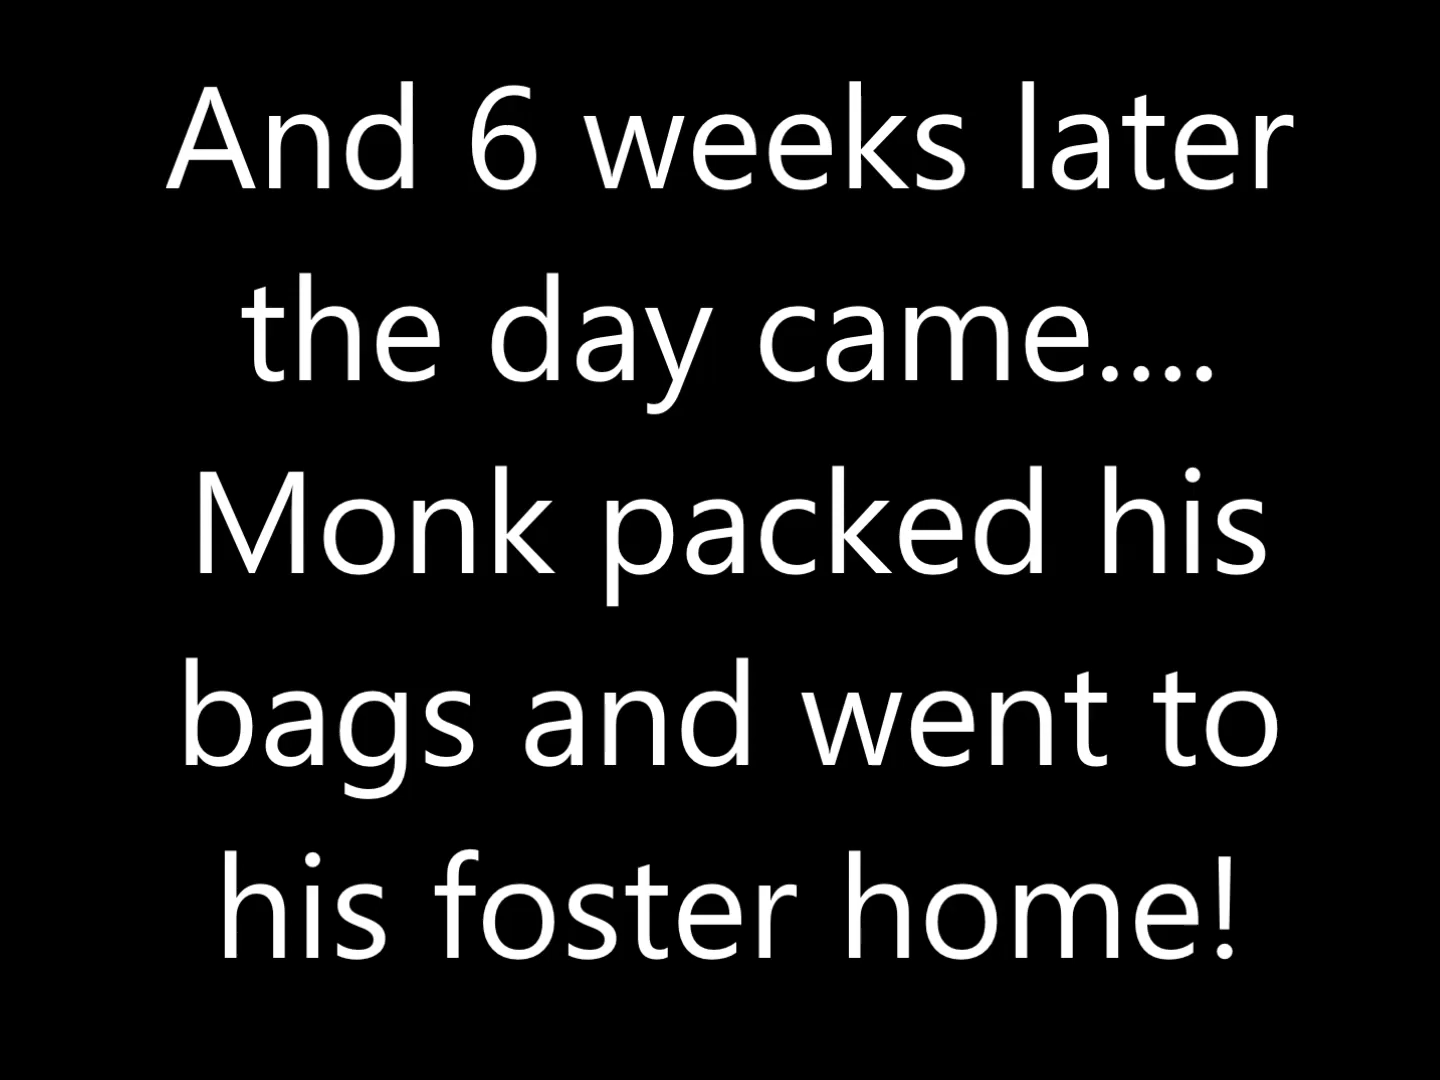 And 6 weeks later
the day came....
Monk packed his
bags and went to
his foster home!